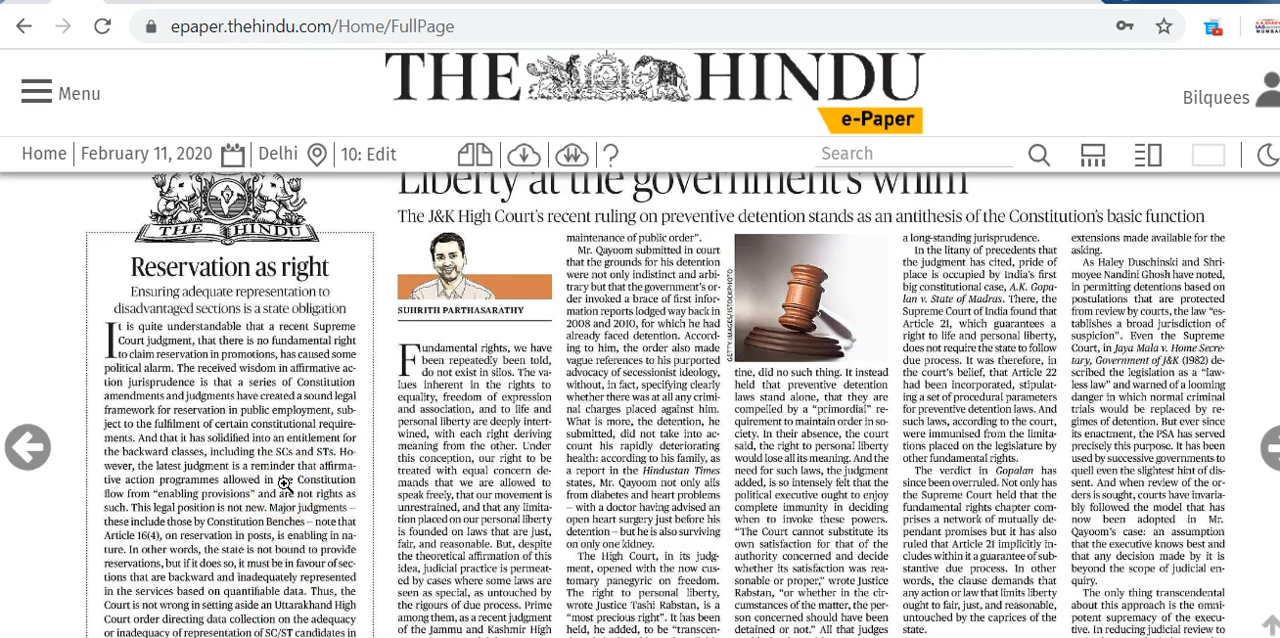 epaper.thehindu.com/Home/FullPage
Menu
THE HINDU
e-Paper
Bilquees
Home
February 11, 2020
Delhi
10: Edit
?
Search
Liberty at the government's whim
The J&K High Court's recent ruling on preventive detention stands as an antithesis of the Constitution's basic function
THE HINDU
Reservation as right
Ensuring adequate representation to
disadvantaged sections is a state obligation
It is quite understandable that a recent Supreme
Court judgment, that there is no fundamental right
to claim reservation in promotions, has caused some
political alarm. The received wisdom in affirmative ac-
tion jurisprudence is that a series of Constitution
amendments and judgments have created a sound legal
framework for reservation in public employment, sub-
ject to the fulfilment of certain constitutional require-
ments. And that it has solidified into an entitlement for
the backward classes, including the SCs and STs. Ho-
wever, the latest judgment is a reminder that affirma-
tive action programmes allowed in the Constitution
flow from "enabling provisions" and are not rights as
such. This legal position is not new. Major judgments –
these include those by Constitution Benches – note that
Article 16(4), on reservation in posts, is enabling in na-
ture. In other words, the state is not bound to provide
reservations, but if it does so, it must be in favour of sec-
tions that are backward and inadequately represented
in the services based on quantifiable data. Thus, the
Court is not wrong in setting aside an Uttarakhand High
Court order directing data collection on the adequacy
or inadequacy of representation of SC/ST candidates in
SUHRITH PARTHASARATHY
Fundamental rights, we have
been repeatedly been told,
do not exist in silos. The va-
lues inherent in the rights to
equality, freedom of expression
and association, and to life and
personal liberty are deeply inter-
twined, with each right deriving
meaning from the other. Under
this conception, our right to be
treated with equal concern de-
mands that we are allowed to
speak freely, that our movement is
unrestrained, and that any limita-
tion placed on our personal liberty
is founded on laws that are just,
fair, and reasonable. But, despite
the theoretical affirmation of this
idea, judicial practice is permeat-
ed by cases where some laws are
seen as special, as untouched by
the rigours of due process. Prime
among them, as a recent judgment
of the Jammu and Kashmir High
maintenance of public order".
Mr. Qayoom submitted in court
that the grounds for his detention
were not only indistinct and arbi-
trary but that the government's or-
der invoked a brace of first infor-
mation reports lodged way back in
2008 and 2010, for which he had
already faced detention. Accord-
ing to him, the order also made
vague references to his purported
advocacy of secessionist ideology,
without, in fact, specifying clearly
whether there was at all any crimi-
nal charges placed against him.
What is more, the detention, he
submitted, did not take into ac-
count his rapidly deteriorating
health: according to his family, as
a report in the Hindustan Times
states, Mr. Qayoom not only ails
from diabetes and heart problems
– with a doctor having advised an
open heart surgery just before his
detention – but he is also surviving
on only one kidney.
The High Court, in its judg-
ment, opened with the now cus-
tomary panegyric on freedom.
The right to personal liberty,
wrote Justice Tashi Rabstan, is a
"most precious right". It has been
held, he added, to be "transcen-
GETTY IMAGES/ISTOCKPHOTO
tine, did no such thing. It instead
held that preventive detention
laws stand alone, that they are
compelled by a "primordial" re-
quirement to maintain order in so-
ciety. In their absence, the court
said, the right to personal liberty
would lose all its meaning. And the
need for such laws, the judgment
added, is so intensely felt that the
political executive ought to enjoy
complete immunity in deciding
when to invoke these powers.
"The Court cannot substitute its
own satisfaction for that of the
authority concerned and decide
whether its satisfaction was rea-
sonable or proper," wrote Justice
Rabstan, "or whether in the cir-
cumstances of the matter, the per-
son concerned should have been
detained or not." All that judges
a long-standing jurisprudence.
In the litany of precedents that
the judgment has cited, pride of
place is occupied by India's first
big constitutional case, A.K. Gopa-
lan v. State of Madras. There, the
Supreme Court of India found that
Article 21, which guarantees a
right to life and personal liberty,
does not require the state to follow
due process. It was therefore, in
the court's belief, that Article 22
had been incorporated, stipulat-
ing a set of procedural parameters
for preventive detention laws. And
such laws, according to the court,
were immunised from the limita-
tions placed on the legislature by
other fundamental rights.
The verdict in Gopalan has
since been overruled. Not only has
the Supreme Court held that the
fundamental rights chapter com-
prises a network of mutually de-
pendant promises but it has also
ruled that Article 21 implicitly in-
cludes within it a guarantee of sub-
stantive due process. In other
words, the clause demands that
any action or law that limits liberty
ought to fair, just, and reasonable,
untouched by the caprices of the
state.
extensions made available for the
asking.
As Haley Duschinski and Shri-
moyee Nandini Ghosh have noted,
in permitting detentions based on
postulations that are protected
from review by courts, the law "es-
tablishes a broad jurisdiction of
suspicion". Even the Supreme
Court, in Jaya Mala v. Home Secre-
tary, Government of J&K (1982) de-
scribed the legislation as a "law-
less law" and warned of a looming
danger in which normal criminal
trials would be replaced by re-
gimes of detention. But ever since
its enactment, the PSA has served
precisely this purpose. It has been
used by successive governments to
quell even the slightest hint of dis-
sent. And when review of the or-
ders is sought, courts have invaria-
bly followed the model that has
now been adopted in Mr.
Qayoom's case: an assumption
that the executive knows best and
that any decision made by it is
beyond the scope of judicial en-
quiry.
The only thing transcendental
about this approach is the omni-
potent supremacy of the execu-
tive. In reducing judicial review to